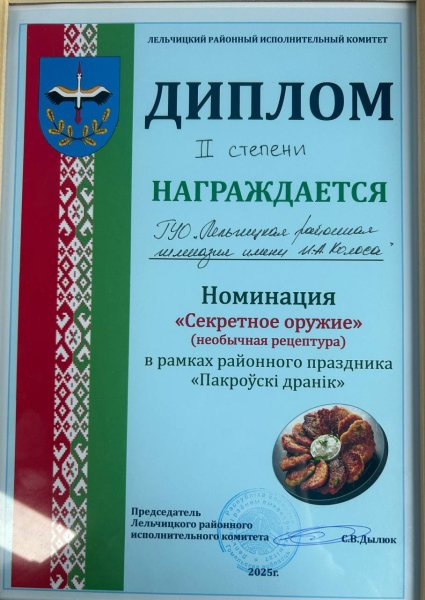 ЛЕЛЬЧИЦКИЙ РАЙОННЫЙ ИСПОЛНИТЕЛЬНЫЙ КОМИТЕТ
ДИПЛОМ
II степени
НАГРАЖДАЕТСЯ
ГУО „Лельчицкая районная
гимназия имени И.А. Колоса"
Номинация
«Секретное оружие»
(необычная рецептура)
в рамках районного праздника
«Пакроўскі дранік»
Председатель
Лельчицкого районного
исполнительного комитета
С.В.Дылюк
2025г.